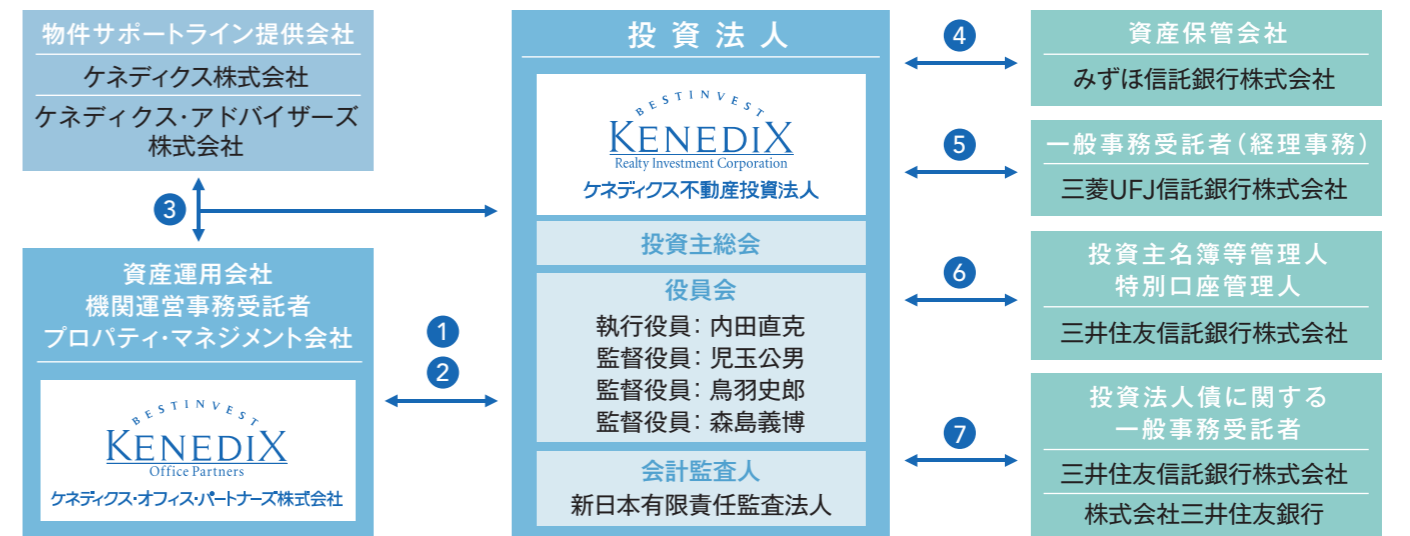 物件サポートライン提供会社
ケネディクス株式会社
ケネディクス・アドバイザーズ
株式会社
3
資産運用会社
機関運営事務受託者
プロパティ・マネジメント会社
BESTINVEST
KENEDIX
Office Partners
ケネディクス・オフィス・パートナーズ株式会社
1
2
投資法人
BESTINVEST
KENEDIX
Realty Investment Corporation
ケネディクス不動産投資法人
投資主総会
役員会
執行役員：内田直克
監督役員：児玉公男
監督役員：鳥羽史郎
監督役員：森島義博
会計監査人
新日本有限責任監査法人
4
資産保管会社
みずほ信託銀行株式会社
5
一般事務受託者（経理事務）
三菱UFJ信託銀行株式会社
6
投資主名簿等管理人
特別口座管理人
三井住友信託銀行株式会社
7
投資法人債に関する
一般事務受託者
三井住友信託銀行株式会社
株式会社三井住友銀行